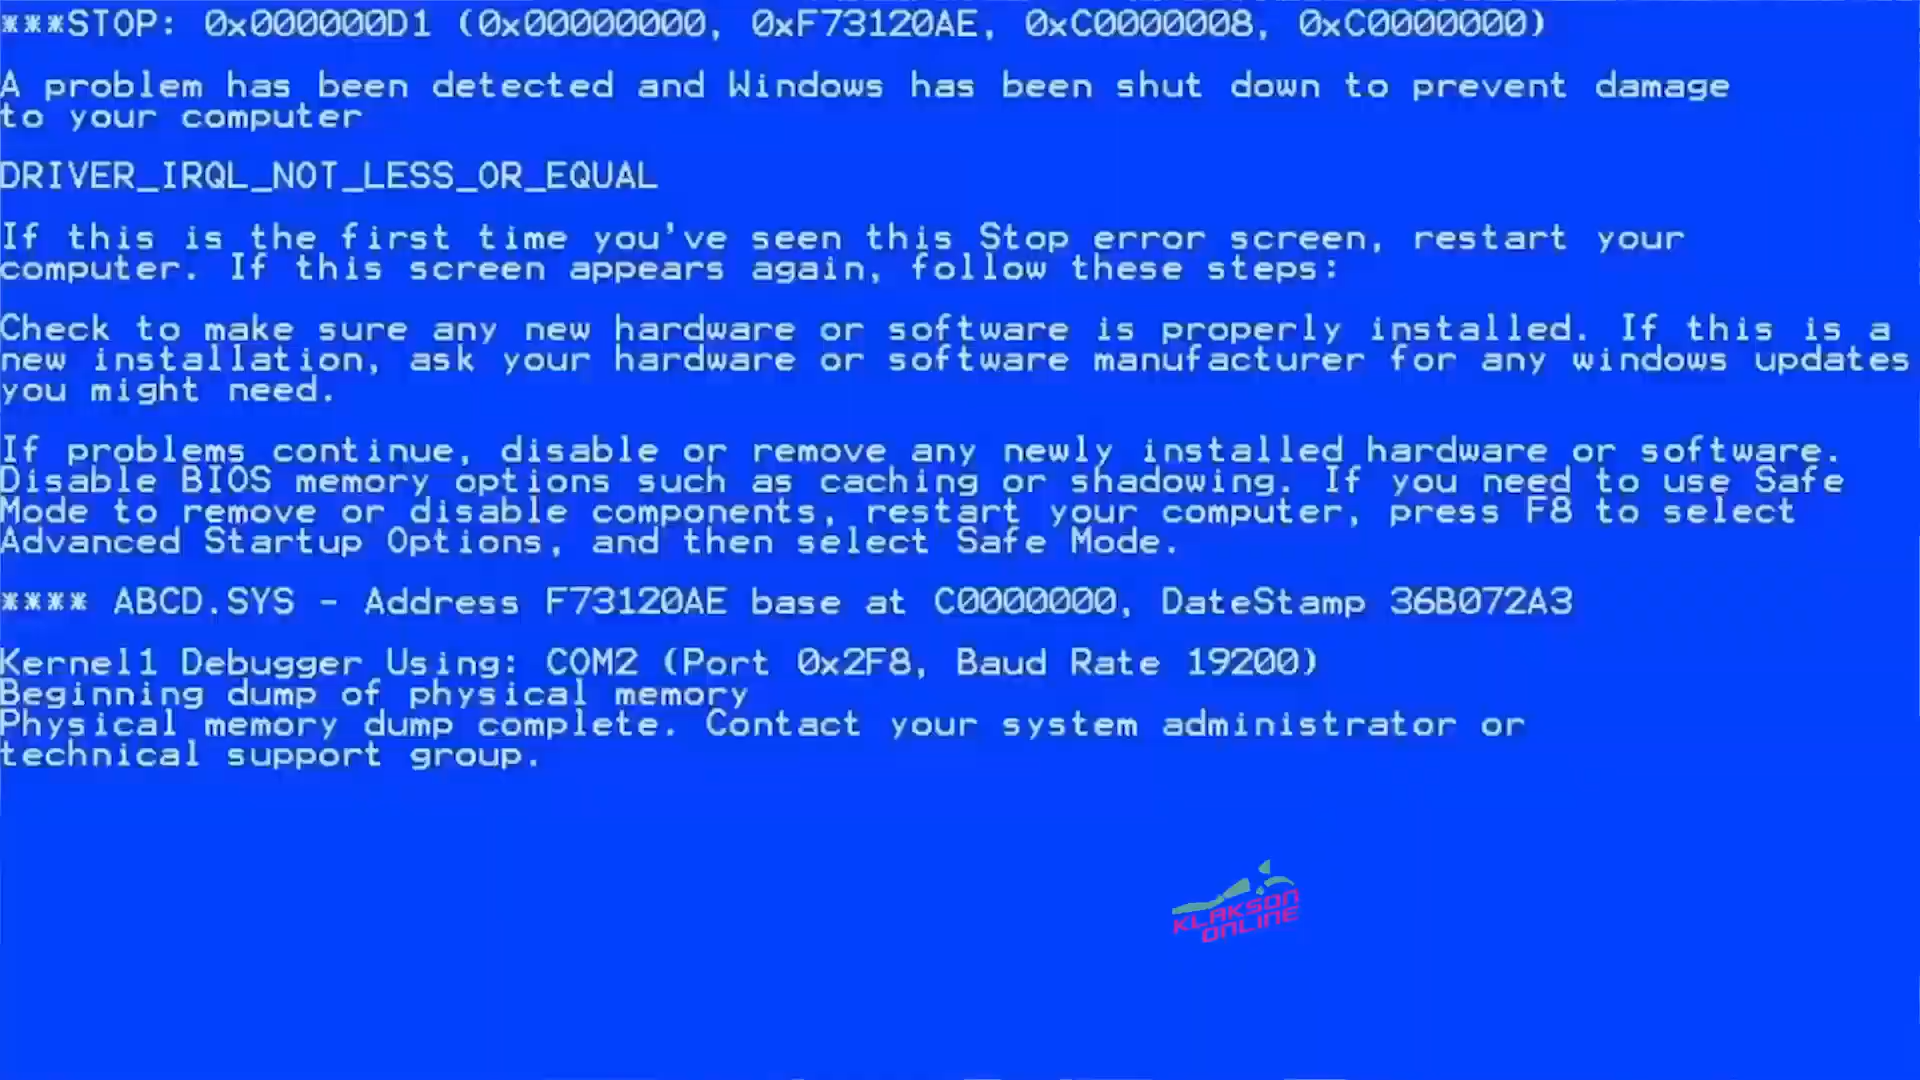 ***STOP: 0x000000D1 (0x00000000, 0xF73120AE, 0xC0000008, 0xC0000000)
A problem has been detected and Windows has been shut down to prevent damage
to your computer
DRIVER_IRQL_NOT_LESS_OR_EQUAL
If this is the first time you've seen this Stop error screen, restart your
computer. If this screen appears again, follow these steps:
Check to make sure any new hardware or software is properly installed. If this is a
new installation, ask your hardware or software manufacturer for any windows updates
you might need.
If problems continue, disable or remove any newly installed hardware or software.
Disable BIOS memory options such as caching or shadowing. If you need to use Safe
Mode to remove or disable components, restart your computer, press F8 to select
Advanced Startup Options, and then select Safe Mode.
**** ABCD.SYS - Address F73120AE base at C0000000, DateStamp 36B072A3
Kernel1 Debugger Using: COM2 (Port 0x2F8, Baud Rate 19200)
Beginning dump of physical memory
Physical memory dump complete. Contact your system administrator or
technical support group.
KLAKSON
ONLINE